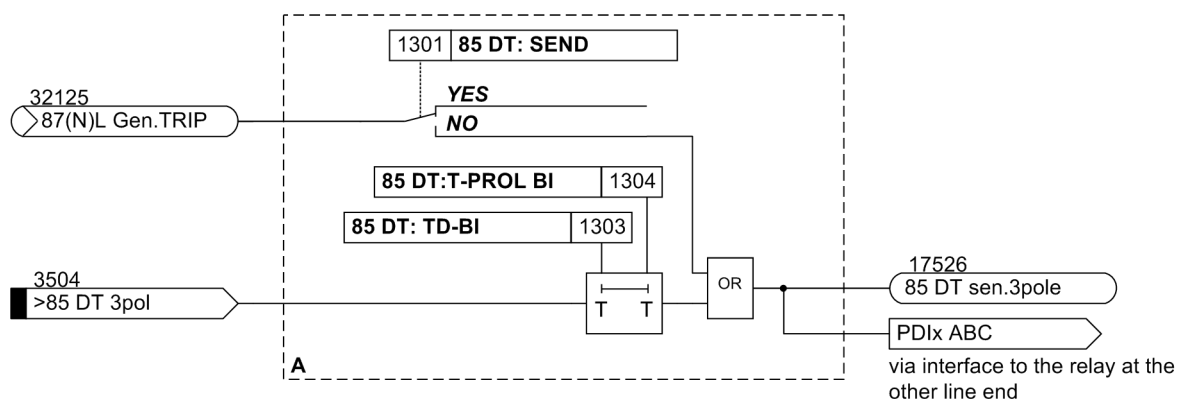 1301 85 DT: SEND
32125
87(N)L Gen.TRIP
YES
NO
85 DT:T-PROL BI 1304
85 DT: TD-BI 1303
3504
>85 DT 3pol
T T
OR
17526
85 DT sen.3pole
PDIx ABC
via interface to the relay at the
other line end
A